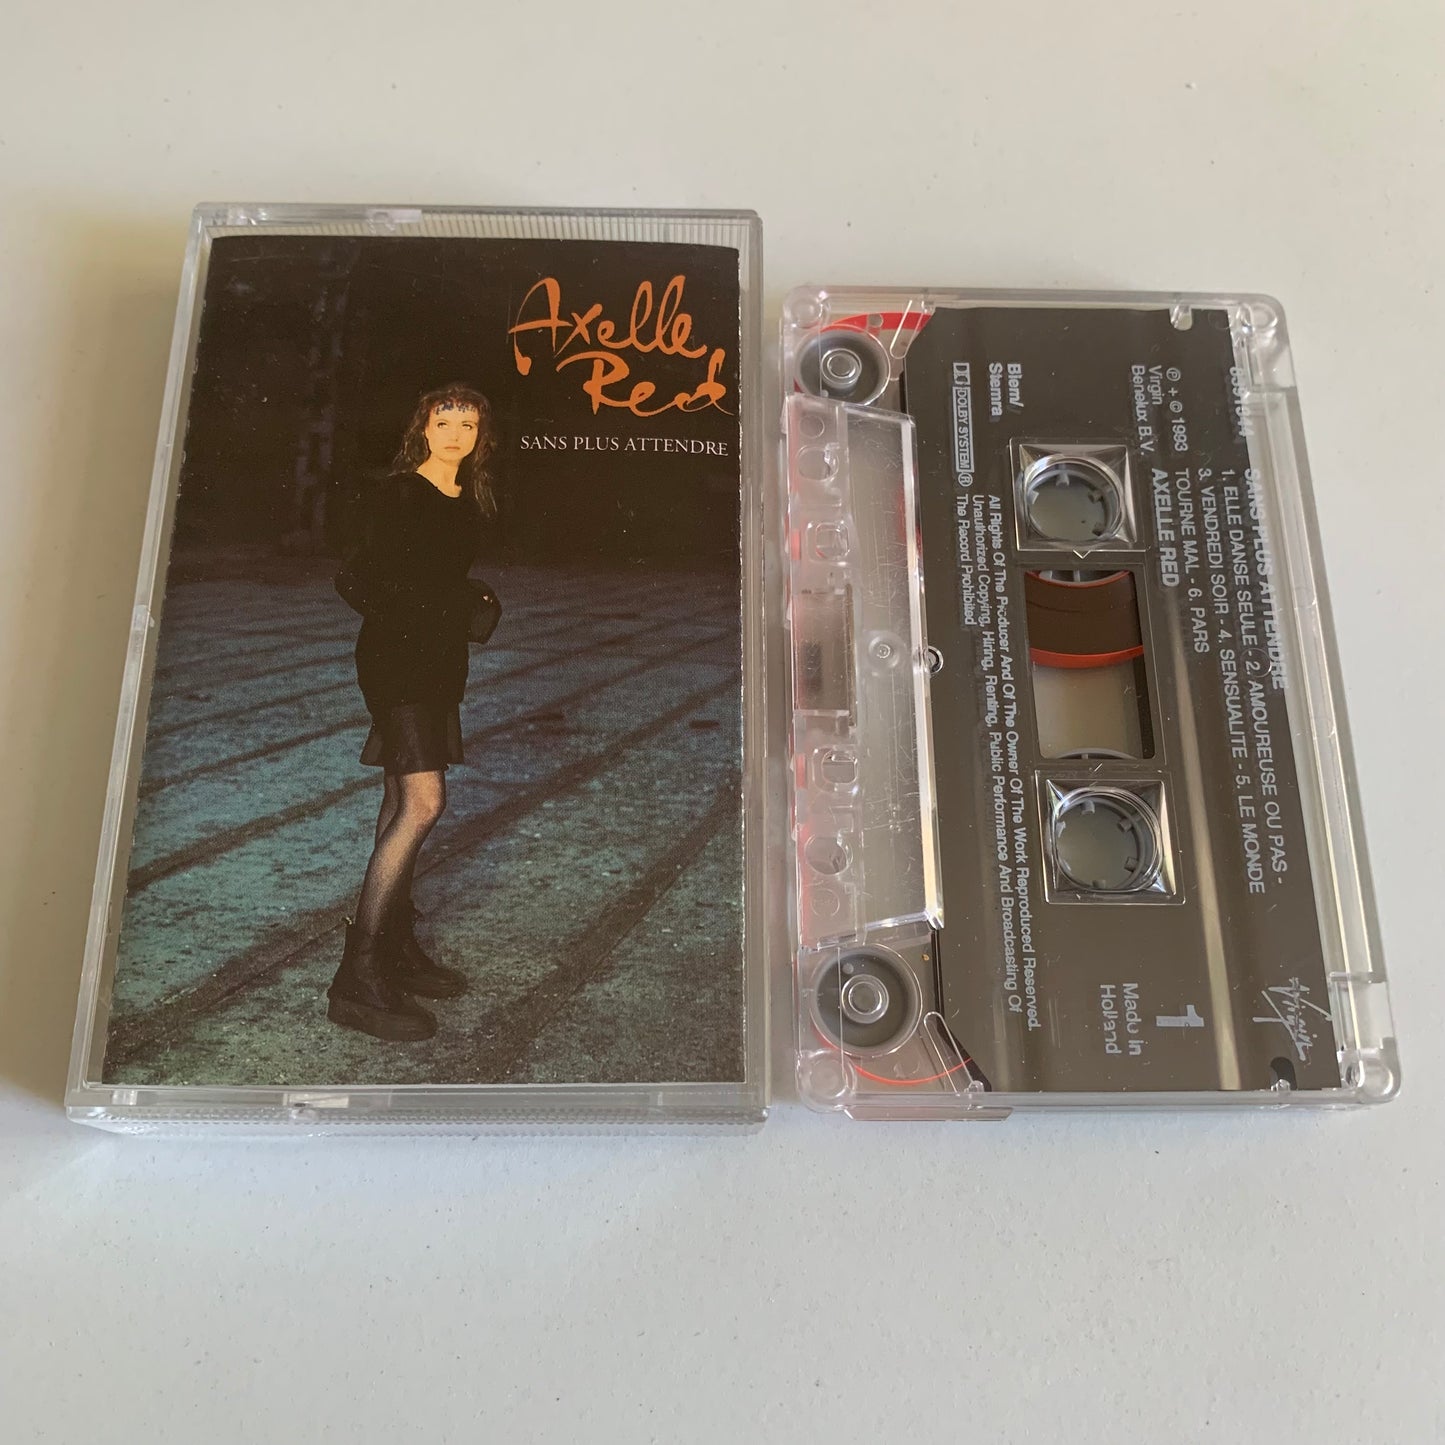 Axelle
Red
SANS PLUS ATTENDRE
SANS PLUS ATTENDRE
1. ELLE DANSE SEULE - 2. AMOUREUSE OU PAS -
3. VENDREDI SOIR - 4. SENSUALITE - 5. LE MONDE
TOURNE MAL - 6. PARS
AXELLE RED
℗ + © 1993
Virgin
Benelux B.V.
Biem/
Stemra
DOLBY SYSTEM ®
All Rights Of The Producer And Of The Owner Of The Work Reproduced Reserved.
Unauthorized Copying, Hiring, Renting, Public Performance And Broadcasting Of
The Record Prohibited
1
Made in
Holland
Virgin